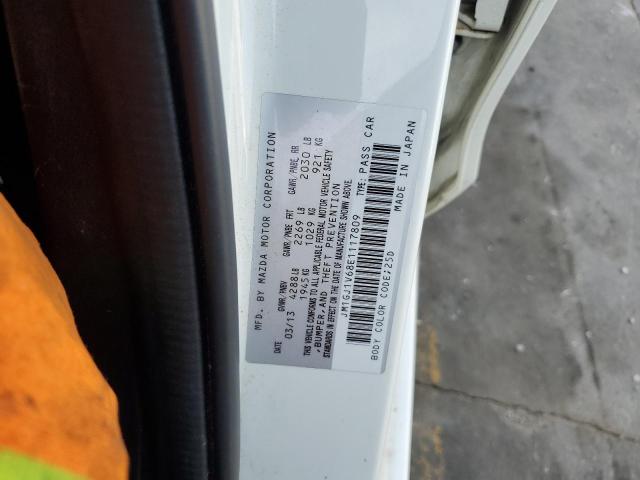 MFD. BY MAZDA MOTOR CORPORATION
DATE GVWR/PNBV GAWR/PNBE FRT GAWR/PNBE RR
03/13 4288LB 2269 LB 2030 LB
1945KG 1029 KG 921 KG
THIS VEHICLE CONFORMS TO ALL APPLICABLE FEDERAL MOTOR VEHICLE SAFETY
, BUMPER, AND THEFT PREVENTION
STANDARDS IN EFFECT ON THE DATE OF MANUFACTURE SHOWN ABOVE.
JM1GJ1V68E1117809 TYPE: PASS CAR
BODY COLOR CODE:25D MADE IN JAPAN